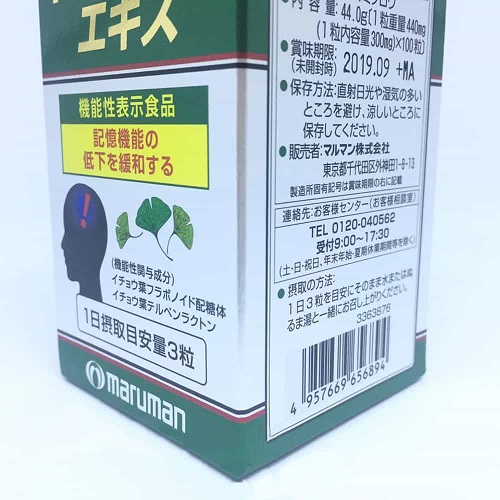 エキス
機能性表示食品
記憶機能の
低下を緩和する
(機能性関与成分)
イチョウ葉フラボノイド配糖体
イチョウ葉テルペンラクトン
1日摂取目安量3粒
maruman
内容量:44.0g(1粒重量440mg
(1粒内容量300mg)×100粒)
賞味期限:
(未開封時) 2019.09 +MA
保存方法:直射日光や湿気の多い
ところを避け、涼しいところに
保存してください。
販売者:マルマン株式会社
東京都千代田区外神田1-8-13
製造所固有記号は賞味期限の右に記載
連絡先:お客様センター(お客様相談室)
TEL 0120-040562
受付9:00~17:30
(土・日・祝日、年末年始・夏期休業期間等を除く)
摂取の方法:
1日3粒を目安にそのまま水またはぬ
るま湯と一緒にお召し上がりください。
3363876
4 957669 656894